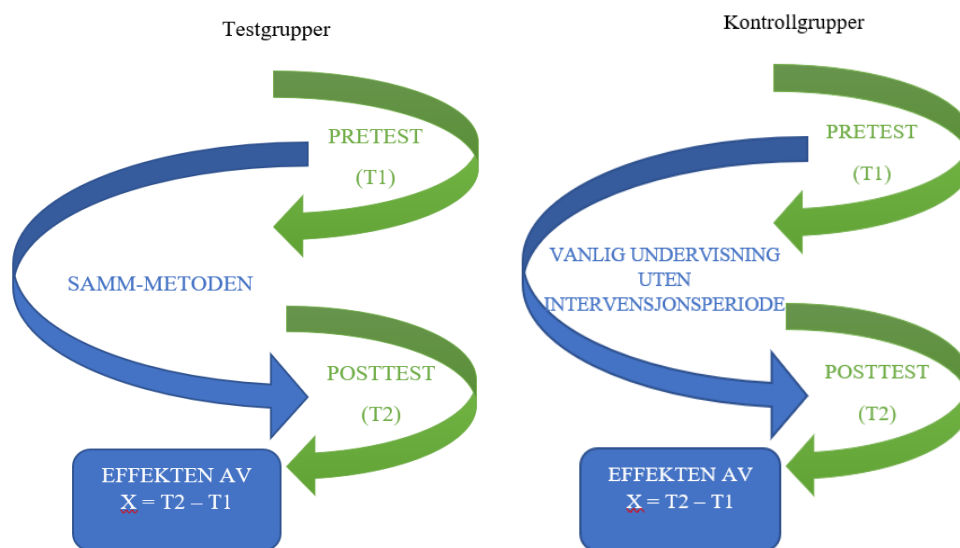 Testgrupper
PRETEST
(T1)
SAMM-METODEN
POSTTEST
(T2)
EFFEKTEN AV
X = T2 – T1
Kontrollgrupper
PRETEST
(T1)
VANLIG UNDERVISNING
UTEN
INTERVENSJONSPERIODE
POSTTEST
(T2)
EFFEKTEN AV
X = T2 – T1